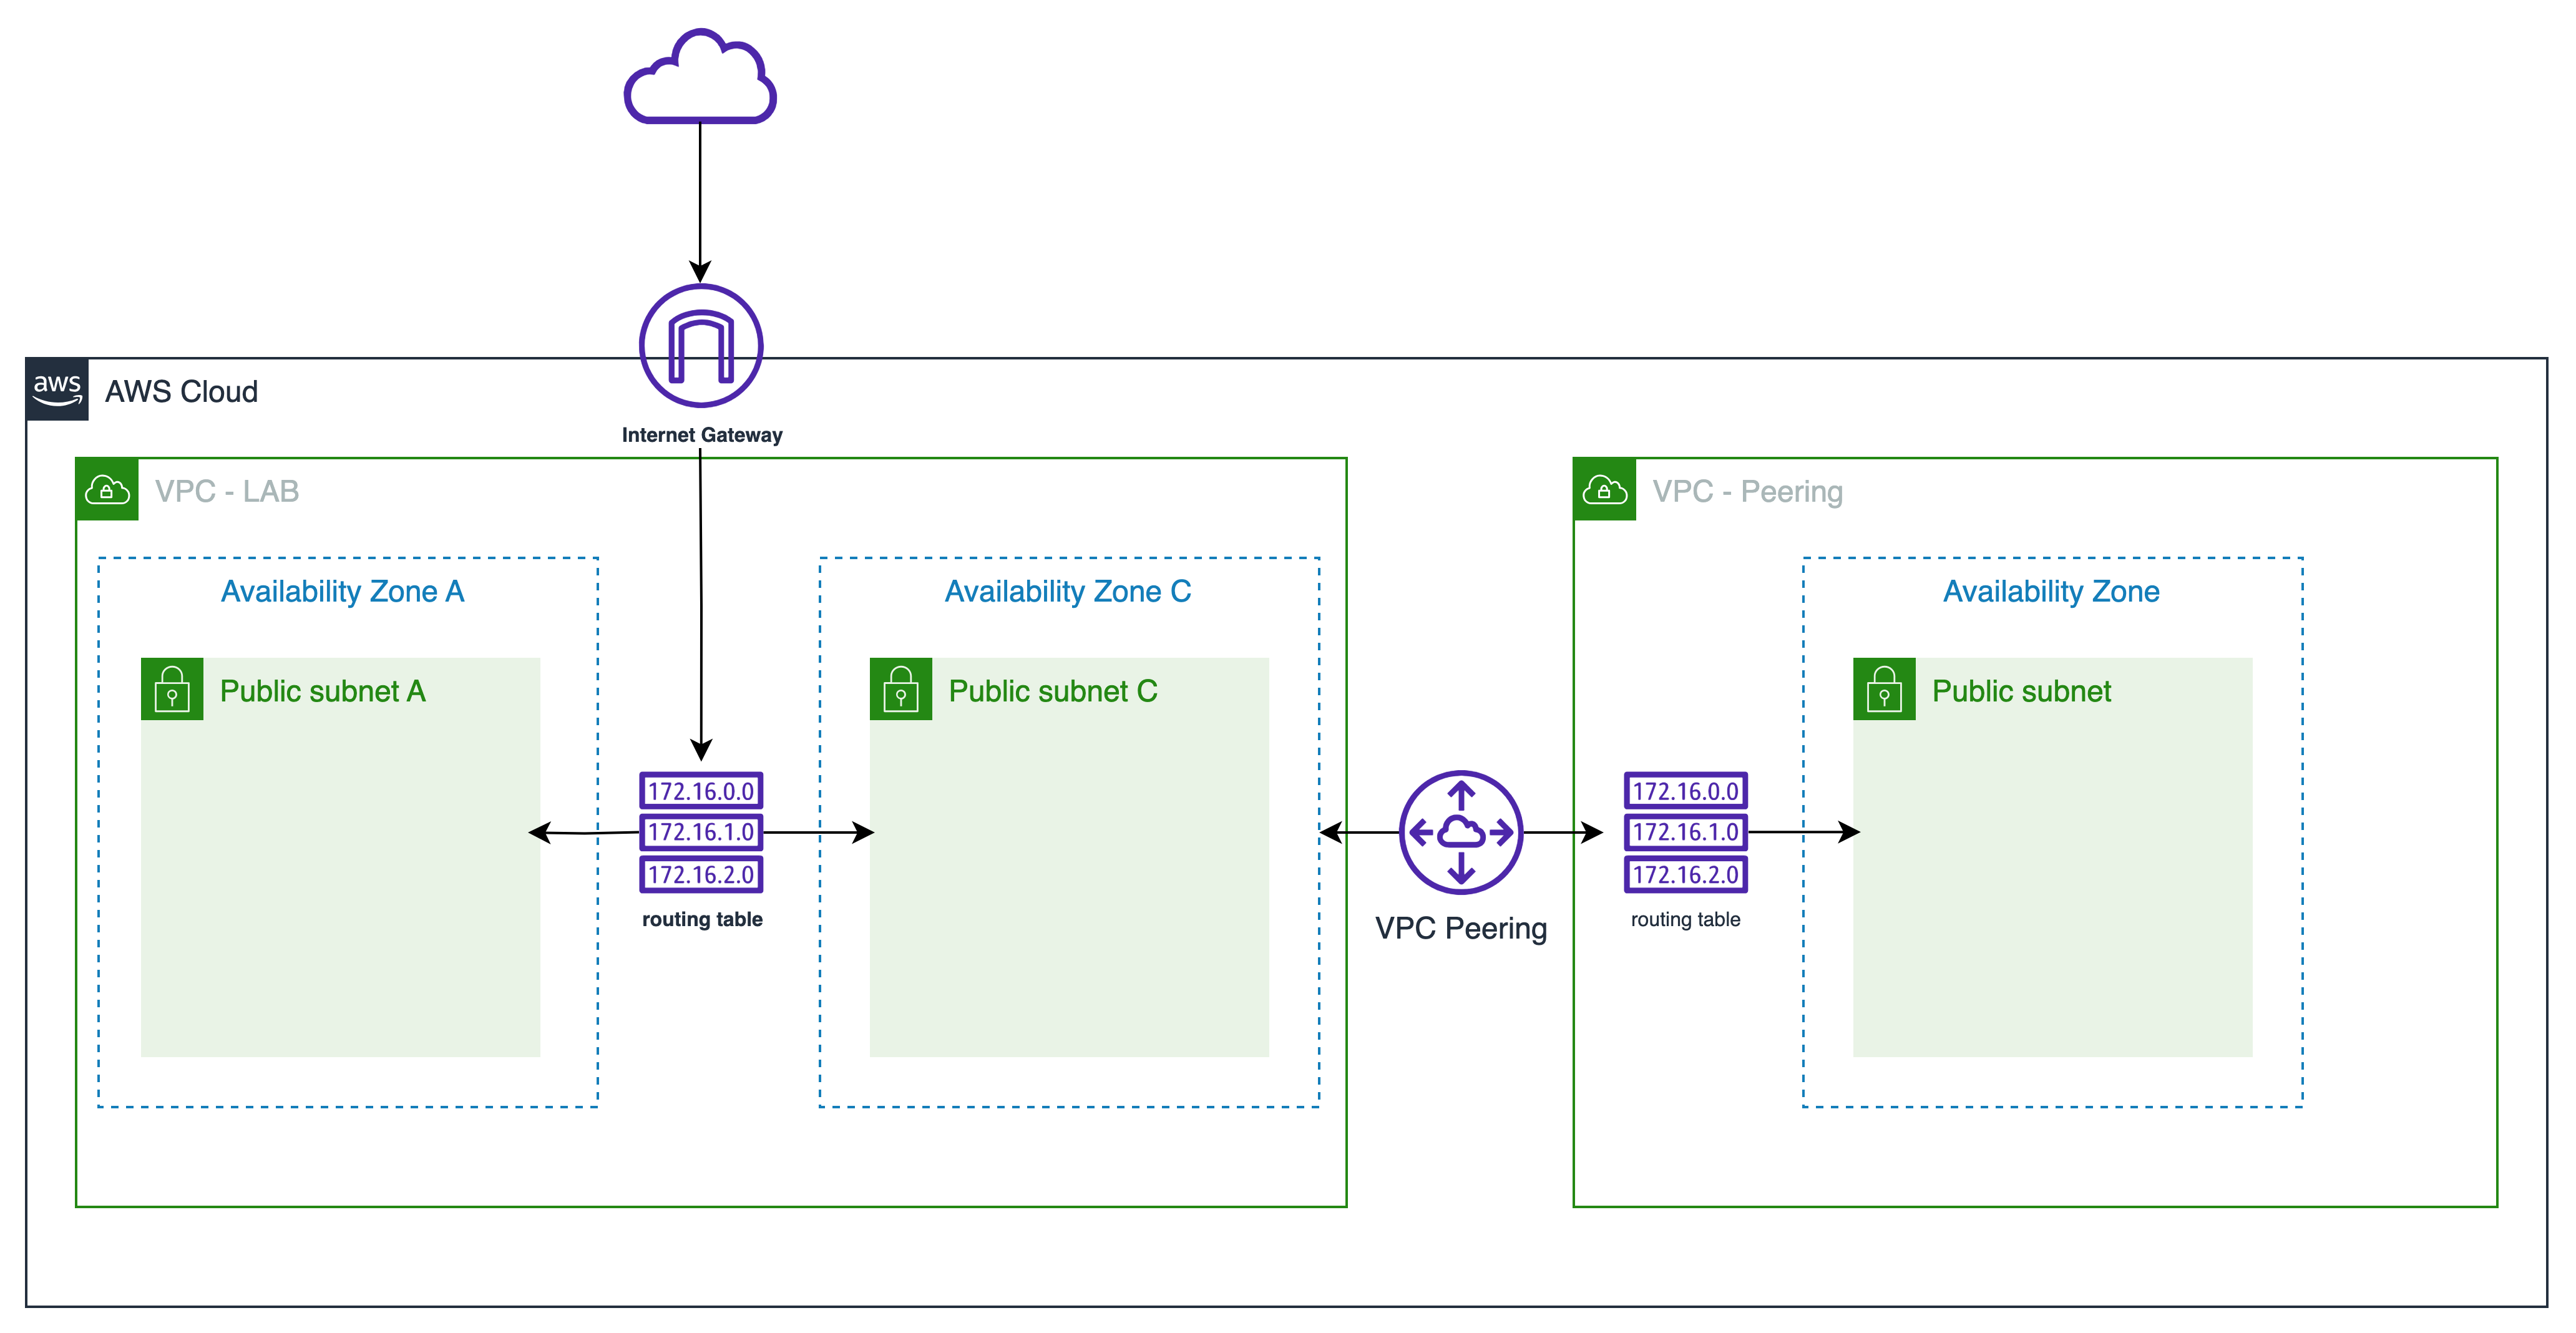 aws
AWS Cloud
Internet Gateway
VPC - LAB
VPC - Peering
Availability Zone A
Availability Zone C
Availability Zone
Public subnet A
Public subnet C
Public subnet
172.16.0.0
172.16.1.0
172.16.2.0
routing table
VPC Peering
172.16.0.0
172.16.1.0
172.16.2.0
routing table